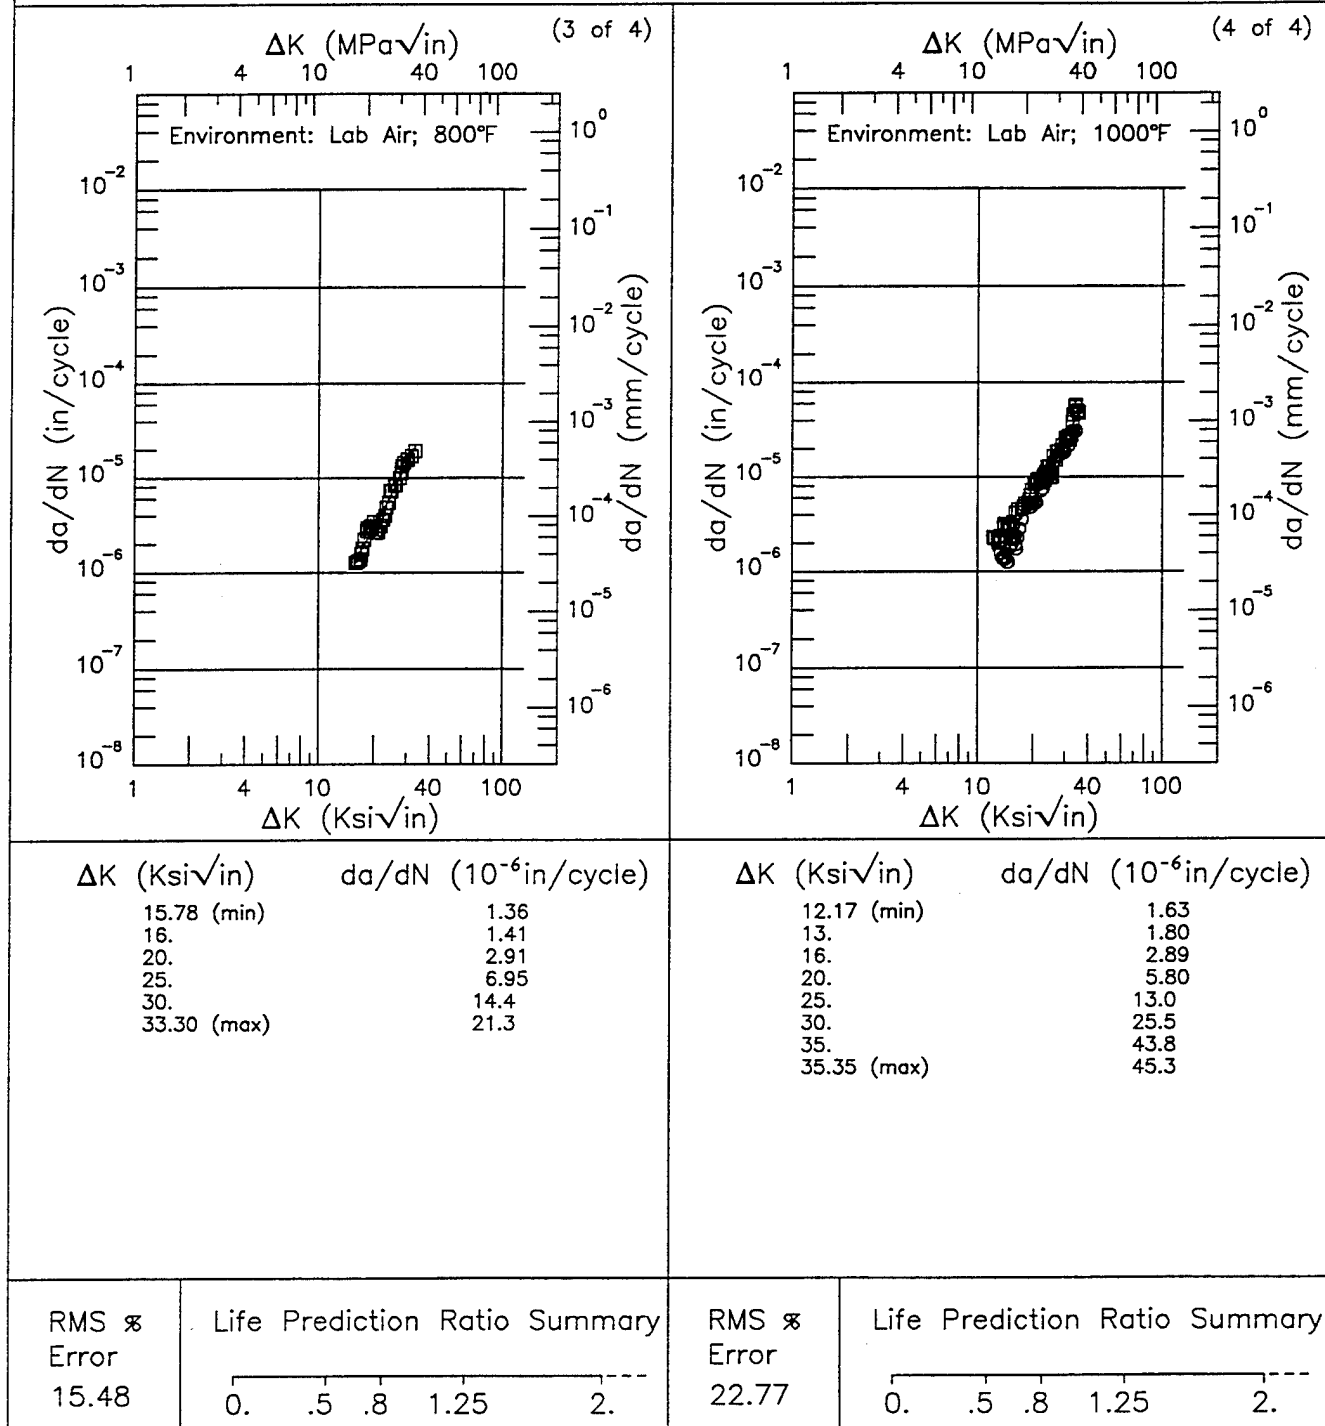 (3 of 4)
ΔK (MPa√in)
1 4 10 40 100
Environment: Lab Air; 800°F
10⁰
10⁻²
10⁻¹
10⁻³
10⁻²
10⁻⁴
10⁻³
10⁻⁵
10⁻⁴
10⁻⁶
10⁻⁵
10⁻⁷
10⁻⁶
10⁻⁸
da/dN (in/cycle)
da/dN (mm/cycle)
1 4 10 40 100
ΔK (Ksi√in)
ΔK (Ksi√in) da/dN (10⁻⁶in/cycle)
15.78 (min) 1.36
16. 1.41
20. 2.91
25. 6.95
30. 14.4
33.30 (max) 21.3
RMS %
Error
15.48
Life Prediction Ratio Summary
0. .5 .8 1.25 2.
(4 of 4)
ΔK (MPa√in)
1 4 10 40 100
Environment: Lab Air; 1000°F
10⁰
10⁻²
10⁻¹
10⁻³
10⁻²
10⁻⁴
10⁻³
10⁻⁵
10⁻⁴
10⁻⁶
10⁻⁵
10⁻⁷
10⁻⁶
10⁻⁸
da/dN (in/cycle)
da/dN (mm/cycle)
1 4 10 40 100
ΔK (Ksi√in)
ΔK (Ksi√in) da/dN (10⁻⁶in/cycle)
12.17 (min) 1.63
13. 1.80
16. 2.89
20. 5.80
25. 13.0
30. 25.5
35. 43.8
35.35 (max) 45.3
RMS %
Error
22.77
Life Prediction Ratio Summary
0. .5 .8 1.25 2.